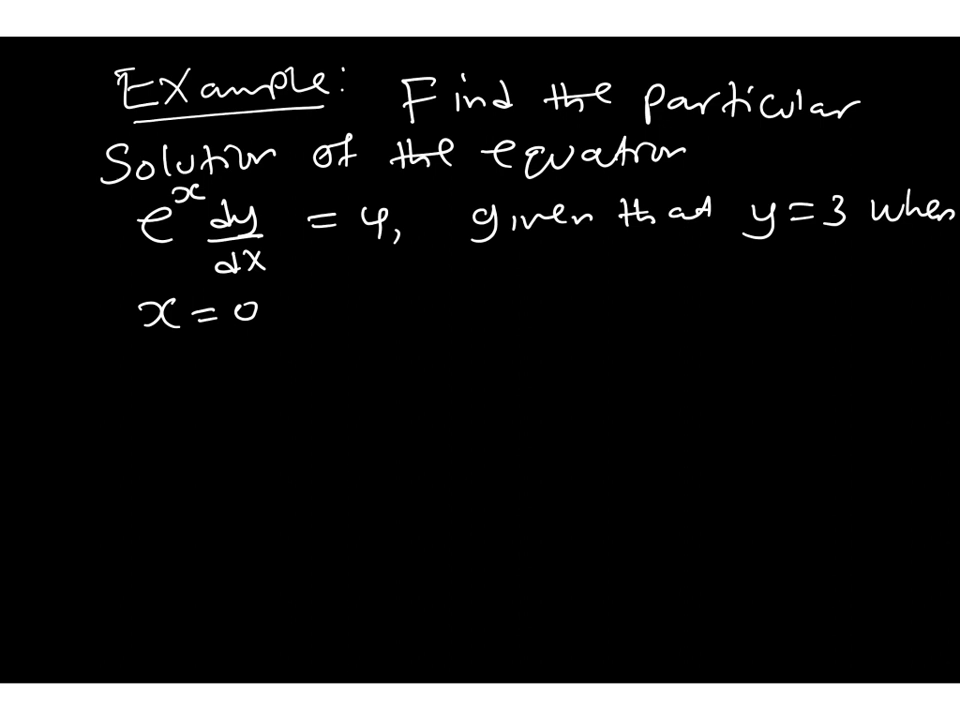 Example: Find the particular
Solution of the equation
e^x dy/dx = 4, given that y = 3 when
x = 0